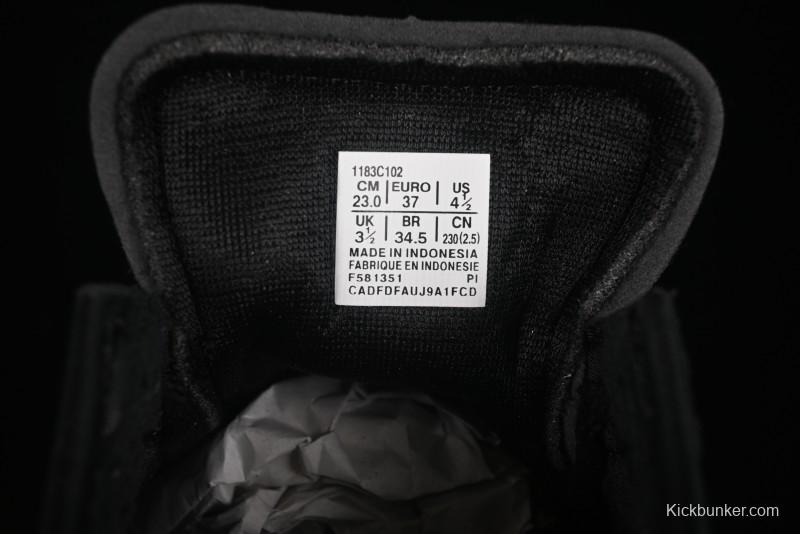 1183C102
CM EURO US
23.0 37 4½
UK BR CN
3½ 34.5 230(2.5)
MADE IN INDONESIA
FABRIQUE EN INDONESIE
F581351 PI
CADFDFAUJ9A1FCD
Kickbunker.com